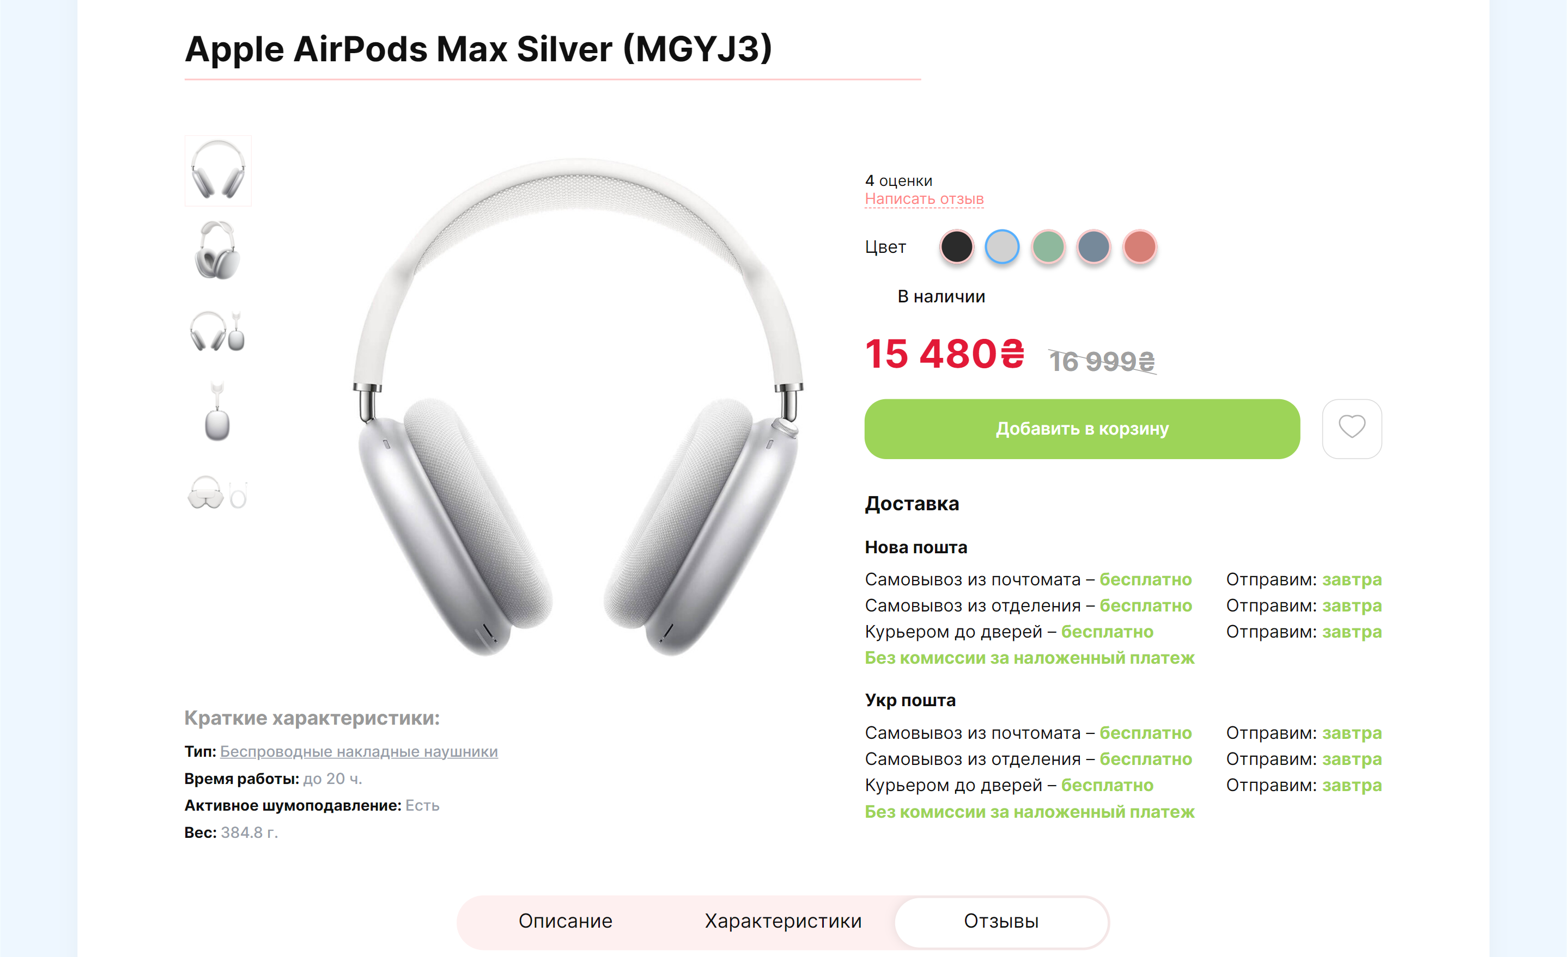 Apple AirPods Max Silver (MGYJ3)
4 оценки
Написать отзыв
Цвет
В наличии
15 480₴ 16 999₴
Добавить в корзину
Доставка
Нова пошта
Самовывоз из почтомата – бесплатно Отправим: завтра
Самовывоз из отделения – бесплатно Отправим: завтра
Курьером до дверей – бесплатно Отправим: завтра
Без комиссии за наложенный платеж
Укр пошта
Самовывоз из почтомата – бесплатно Отправим: завтра
Самовывоз из отделения – бесплатно Отправим: завтра
Курьером до дверей – бесплатно Отправим: завтра
Без комиссии за наложенный платеж
Краткие характеристики:
Тип: Беспроводные накладные наушники
Время работы: до 20 ч.
Активное шумоподавление: Есть
Вес: 384.8 г.
Описание Характеристики Отзывы